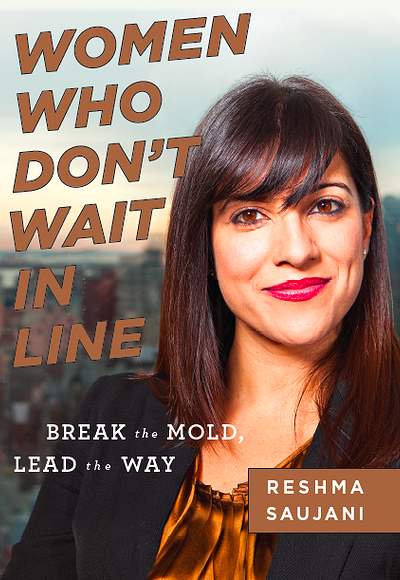 WOMEN
WHO
DON'T
WAIT
IN
LINE
BREAK the MOLD,
LEAD the WAY
RESHMA
SAUJANI